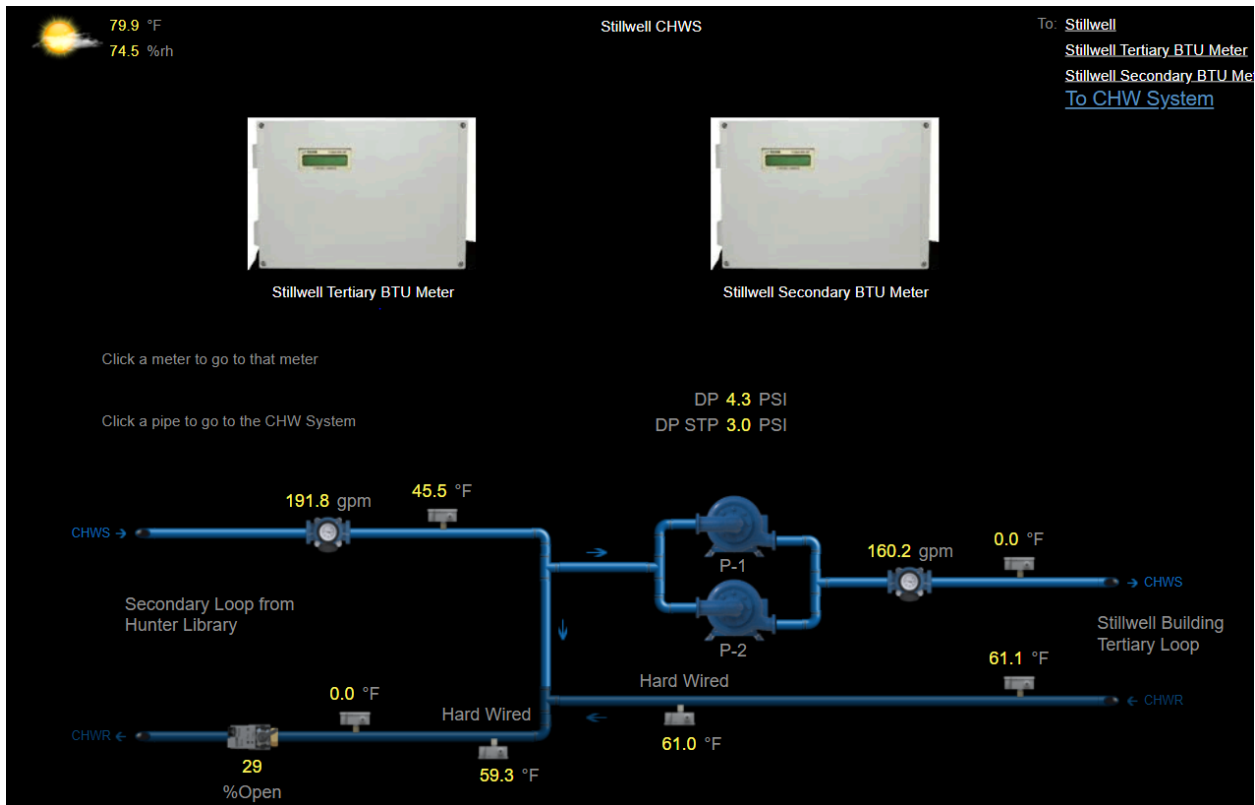 79.9 °F
74.5 %rh
Stillwell CHWS
To: Stillwell
Stillwell Tertiary BTU Meter
Stillwell Secondary BTU Me
To CHW System
Stillwell Tertiary BTU Meter
Stillwell Secondary BTU Meter
Click a meter to go to that meter
Click a pipe to go to the CHW System
DP 4.3 PSI
DP STP 3.0 PSI
191.8 gpm
45.5 °F
CHWS →
P-1
P-2
160.2 gpm
0.0 °F
→ CHWS
Secondary Loop from
Hunter Library
Stillwell Building
Tertiary Loop
61.1 °F
Hard Wired
61.0 °F
← CHWR
0.0 °F
Hard Wired
CHWR ←
59.3 °F
29
%Open